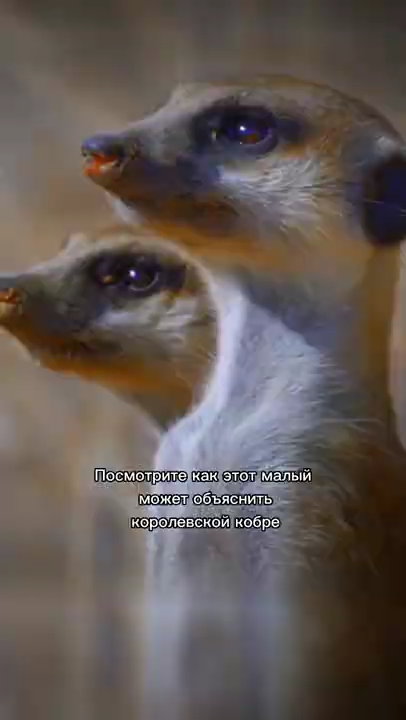 Посмотрите как этот малый
может объяснить
королевской кобре